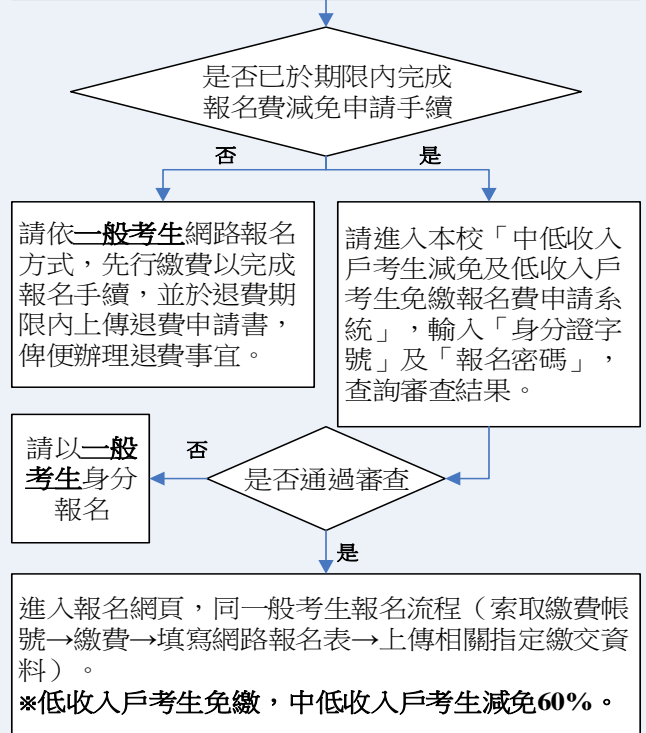 是否已於期限內完成
報名費減免申請手續
否
是
請依一般考生網路報名
方式，先行繳費以完成
報名手續，並於退費期
限內上傳退費申請書，
俾便辦理退費事宜。
請進入本校「中低收入
戶考生減免及低收入戶
考生免繳報名費申請系
統」，輸入「身分證字
號」及「報名密碼」，
查詢審查結果。
是否通過審查
否
請以一般
考生身分
報名
是
進入報名網頁，同一般考生報名流程（索取繳費帳
號→繳費→填寫網路報名表→上傳相關指定繳交資
料）。
※低收入戶考生免繳，中低收入戶考生減免60%。